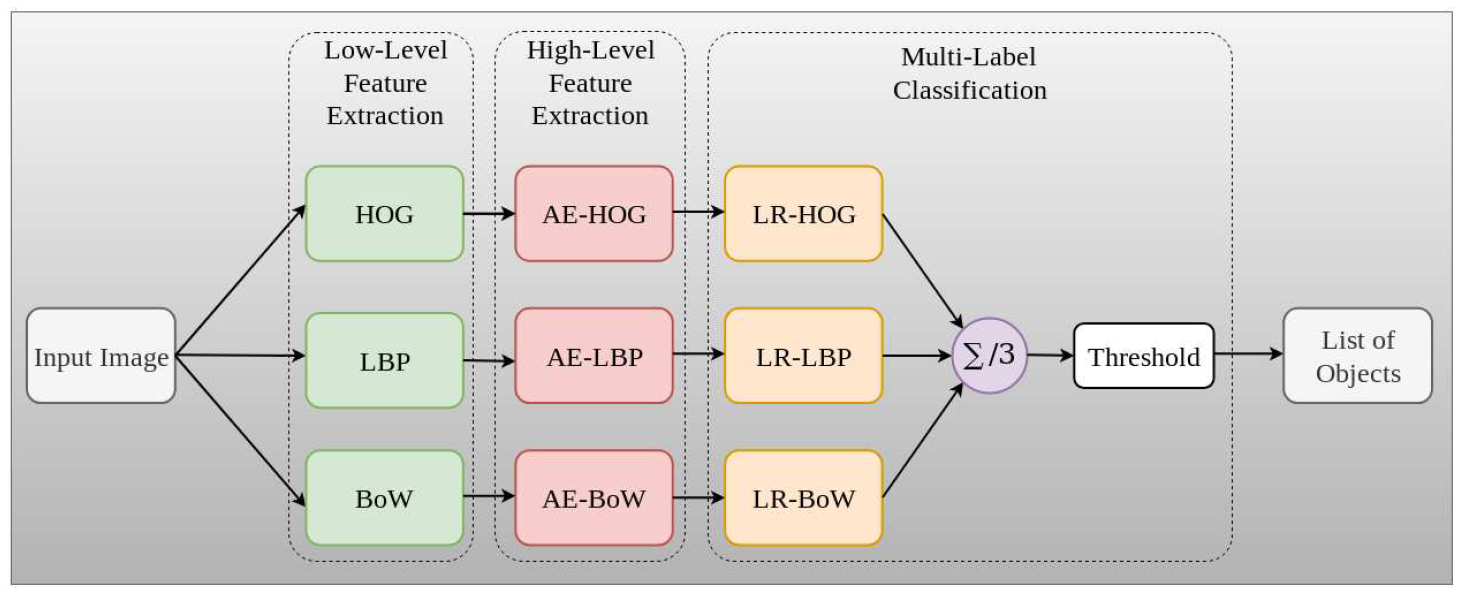 Low-Level
Feature
Extraction
High-Level
Feature
Extraction
Multi-Label
Classification
HOG
AE-HOG
LR-HOG
Input Image
LBP
AE-LBP
LR-LBP
∑/3
Threshold
List of
Objects
BoW
AE-BoW
LR-BoW